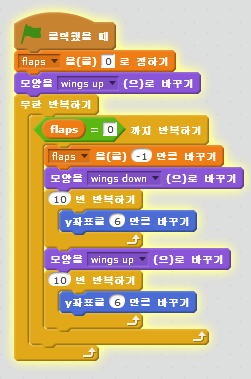 클릭했을 때
flaps 을(를) 0 로 정하기
모양을 wings up (으)로 바꾸기
무한 반복하기
flaps = 0 까지 반복하기
flaps 을(를) -1 만큼 바꾸기
모양을 wings down (으)로 바꾸기
10 번 반복하기
y좌표를 6 만큼 바꾸기
모양을 wings up (으)로 바꾸기
10 번 반복하기
y좌표를 6 만큼 바꾸기